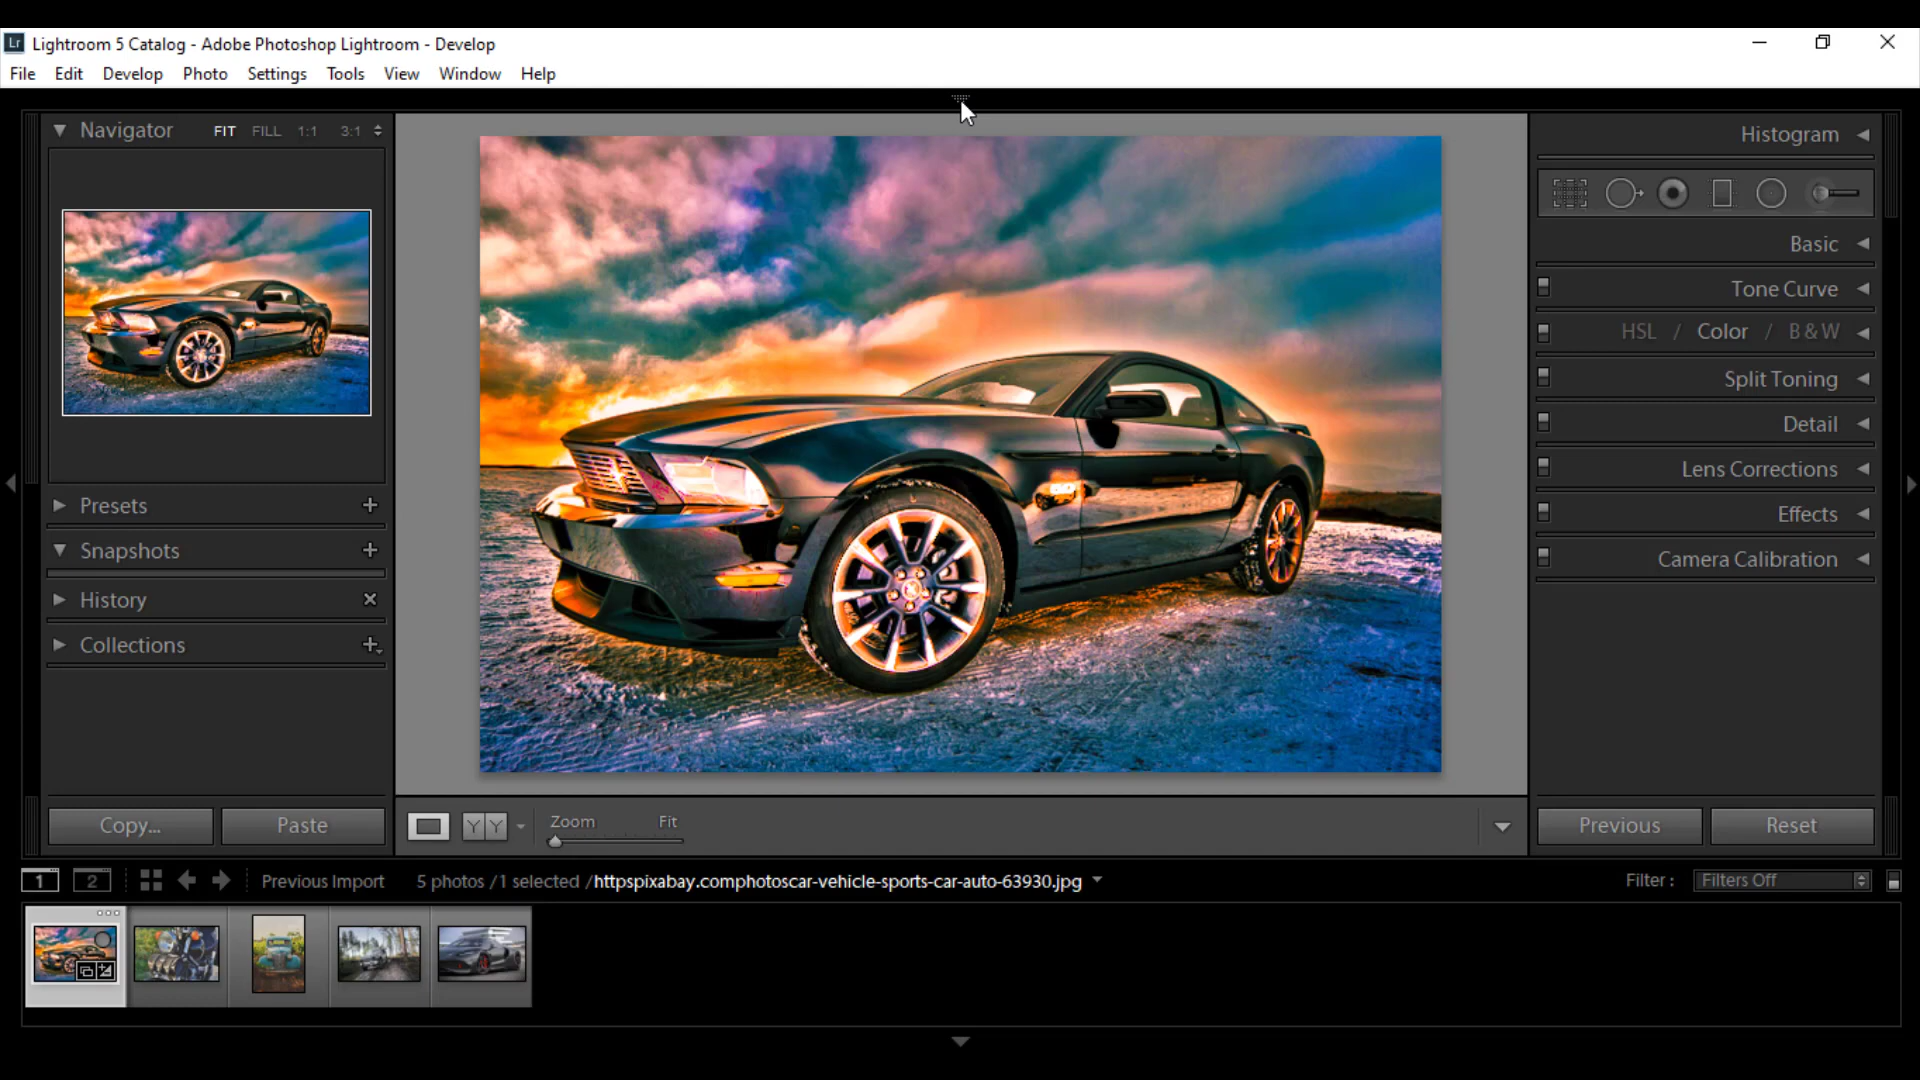 Lr Lightroom 5 Catalog - Adobe Photoshop Lightroom - Develop
File Edit Develop Photo Settings Tools View Window Help
Navigator FIT FILL 1:1 3:1
Histogram
Basic
Tone Curve
HSL / Color / B & W
Split Toning
Detail
Lens Corrections
Effects
Camera Calibration
Presets
Snapshots
History
Collections
Copy... Paste
Y Y Zoom Fit
Previous Reset
1 2 Previous Import 5 photos / 1 selected / httpspixabay.comphotoscar-vehicle-sports-car-auto-63930.jpg Filter : Filters Off